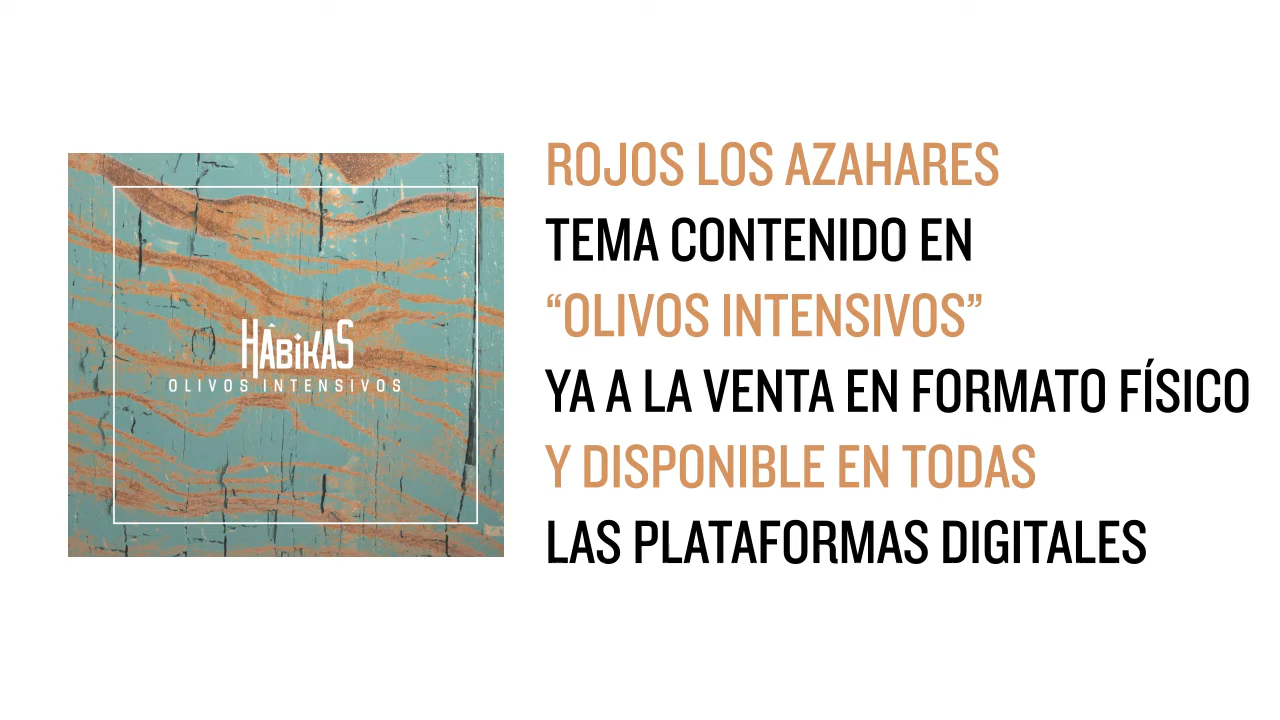 HÂBIKAS
OLIVOS INTENSIVOS
ROJOS LOS AZAHARES
TEMA CONTENIDO EN
“OLIVOS INTENSIVOS”
YA A LA VENTA EN FORMATO FÍSICO
Y DISPONIBLE EN TODAS
LAS PLATAFORMAS DIGITALES